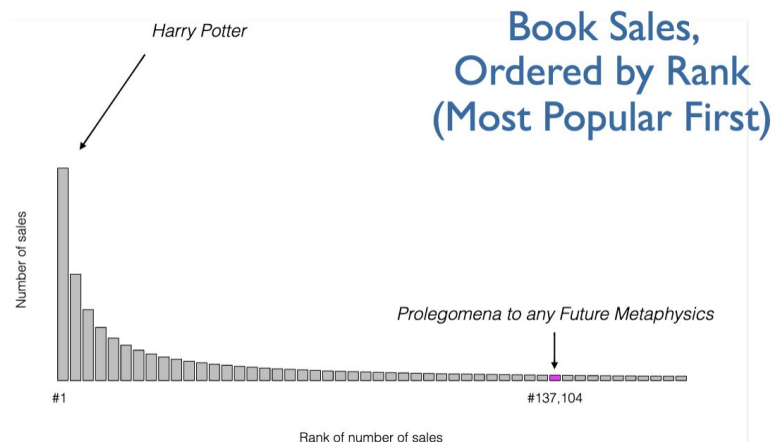 Harry Potter
Book Sales,
Ordered by Rank
(Most Popular First)
Number of sales
Prolegomena to any Future Metaphysics
#1
#137,104
Rank of number of sales